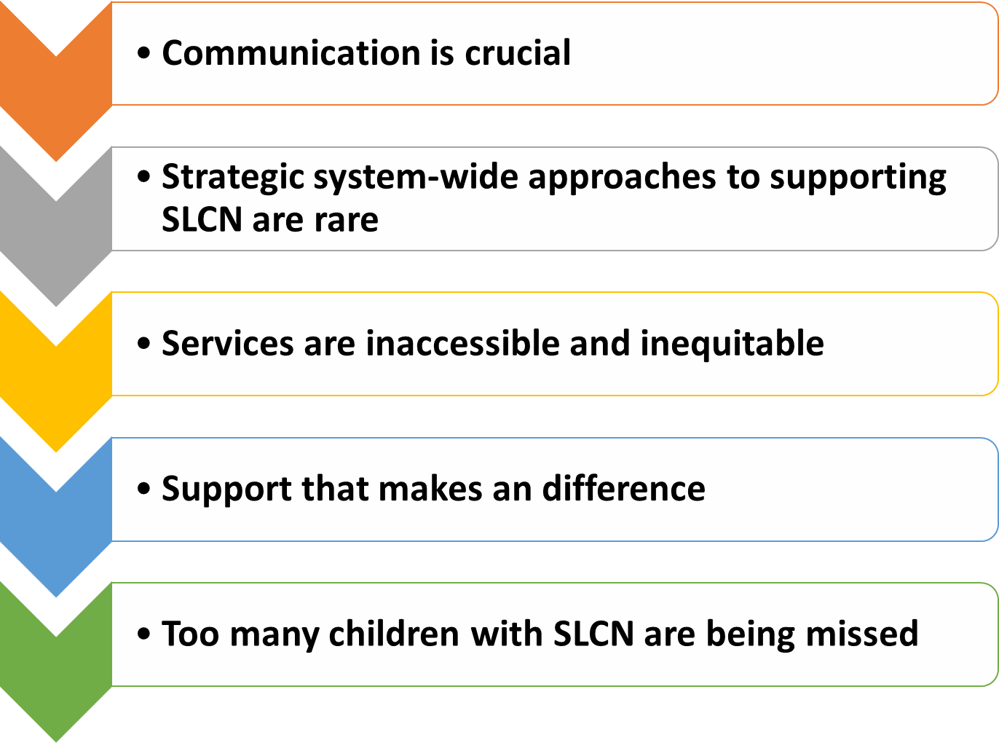 • Communication is crucial
• Strategic system-wide approaches to supporting
SLCN are rare
• Services are inaccessible and inequitable
• Support that makes an difference
• Too many children with SLCN are being missed